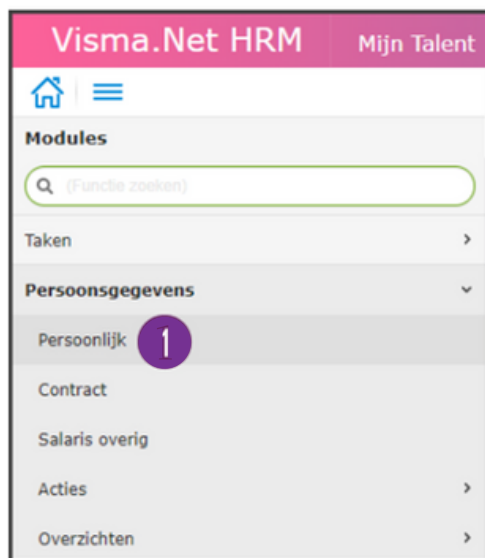 Visma.Net HRM Mijn Talent
Modules
(Functie zoeken)
Taken
Persoonsgegevens
Persoonlijk 1
Contract
Salaris overig
Acties
Overzichten